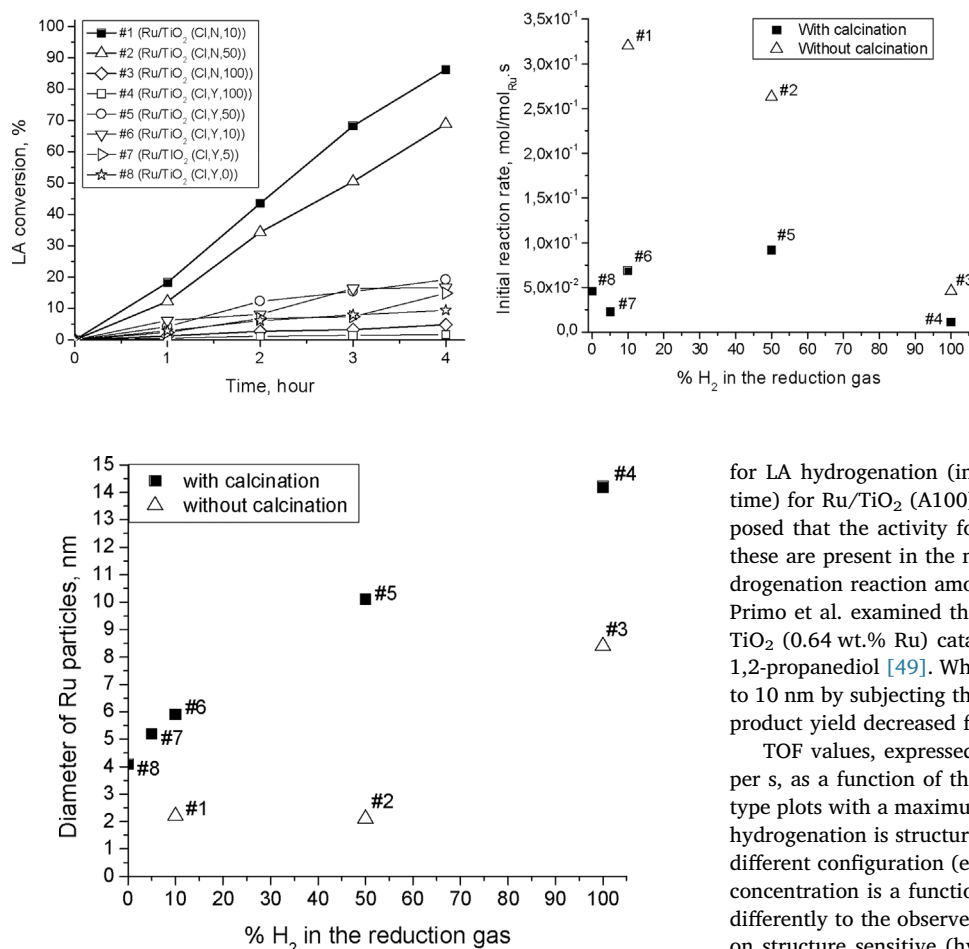 100
90
80
70
60
50
40
30
20
10
0
LA conversion, %
#1 (Ru/TiO₂ (Cl,N,10))
#2 (Ru/TiO₂ (Cl,N,50))
#3 (Ru/TiO₂ (Cl,N,100))
#4 (Ru/TiO₂ (Cl,Y,100))
#5 (Ru/TiO₂ (Cl,Y,50))
#6 (Ru/TiO₂ (Cl,Y,10))
#7 (Ru/TIO₂ (Cl,Y,5))
#8 (Ru/TiO₂ (Cl,Y,0))
0 1 2 3 4
Time, hour
3,5x10⁻¹
3,0x10⁻¹
2,5x10⁻¹
2,0x10⁻¹
1,5x10⁻¹
1,0x10⁻¹
5,0x10⁻²
0,0
Initial reaction rate, mol/mol_Ru.s
With calcination
Without calcination
#1
#2
#5
#6
#8
#7
#3
#4
0 10 20 30 40 50 60 70 80 90 100
% H₂ in the reduction gas
15
14
13
12
11
10
9
8
7
6
5
4
3
2
1
0
Diameter of Ru particles, nm
with calcination
without calcination
#4
#5
#3
#6
#7
#8
#1
#2
0 10 20 30 40 50 60 70 80 90 100
% H₂ in the reduction gas
for LA hydrogenation (in
time) for Ru/TiO₂ (A100)
posed that the activity fo
these are present in the
drogenation reaction amo
Primo et al. examined th
TiO₂ (0.64 wt.% Ru) cata
1,2-propanediol [49]. Wh
to 10 nm by subjecting th
product yield decreased f
TOF values, expressed
per s, as a function of th
type plots with a maximu
hydrogenation is structur
different configuration (e
concentration is a functio
differently to the observe
on structure sensitive (hy